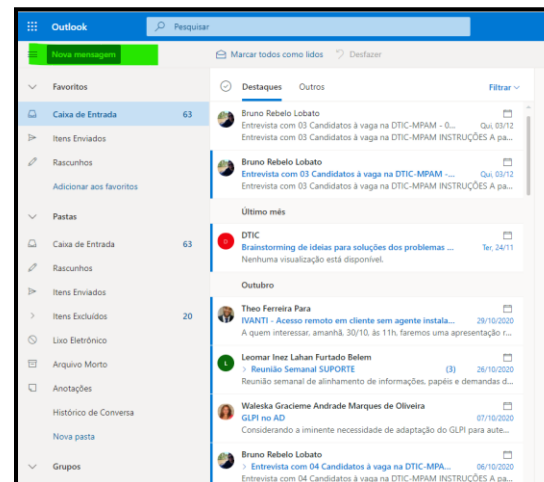 Outlook
Pesquisar
Nova mensagem
Marcar todos como lidos
Desfazer
Favoritos
Caixa de Entrada 63
Itens Enviados
Rascunhos
Adicionar aos favoritos
Pastas
Caixa de Entrada 63
Rascunhos
Itens Enviados
Itens Excluídos 20
Lixo Eletrônico
Arquivo Morto
Anotações
Histórico de Conversa
Nova pasta
Grupos
Destaques Outros Filtrar
Bruno Rebelo Lobato
Entrevista com 03 Candidatos à vaga na DTIC-MPAM - 0... Qui, 03/12
Entrevista com 03 Candidatos à vaga na DTIC-MPAM INSTRUÇÕES A pa...
Bruno Rebelo Lobato
Entrevista com 03 Candidatos à vaga na DTIC-MPAM -... Qui, 03/12
Entrevista com 03 Candidatos à vaga na DTIC-MPAM INSTRUÇÕES A pa...
Último mês
DTIC
Brainstorming de ideias para soluções dos problemas ... Ter, 24/11
Nenhuma visualização está disponível.
Outubro
Theo Ferreira Para
IVANTI - Acesso remoto em cliente sem agente instala... 29/10/2020
A quem interessar. amanhã, 30/10, às 11h, faremos uma apresentação r...
L
Leomar Inez Lahan Furtado Belem
> Reunião Semanal SUPORTE (3) 26/10/2020
Reunião semanal de alinhamento de informações, papéis e demandas d...
Waleska Gracieme Andrade Marques de Oliveira
GLPI no AD 07/10/2020
Considerando a iminente necessidade de adaptação do GLPI para aute...
Bruno Rebelo Lobato
> Entrevista com 04 Candidatos à vaga na DTIC-MPA... 06/10/2020
Entrevista com 04 Candidatos à vaga na DTIC-MPAM INSTRUÇÕES A pa...